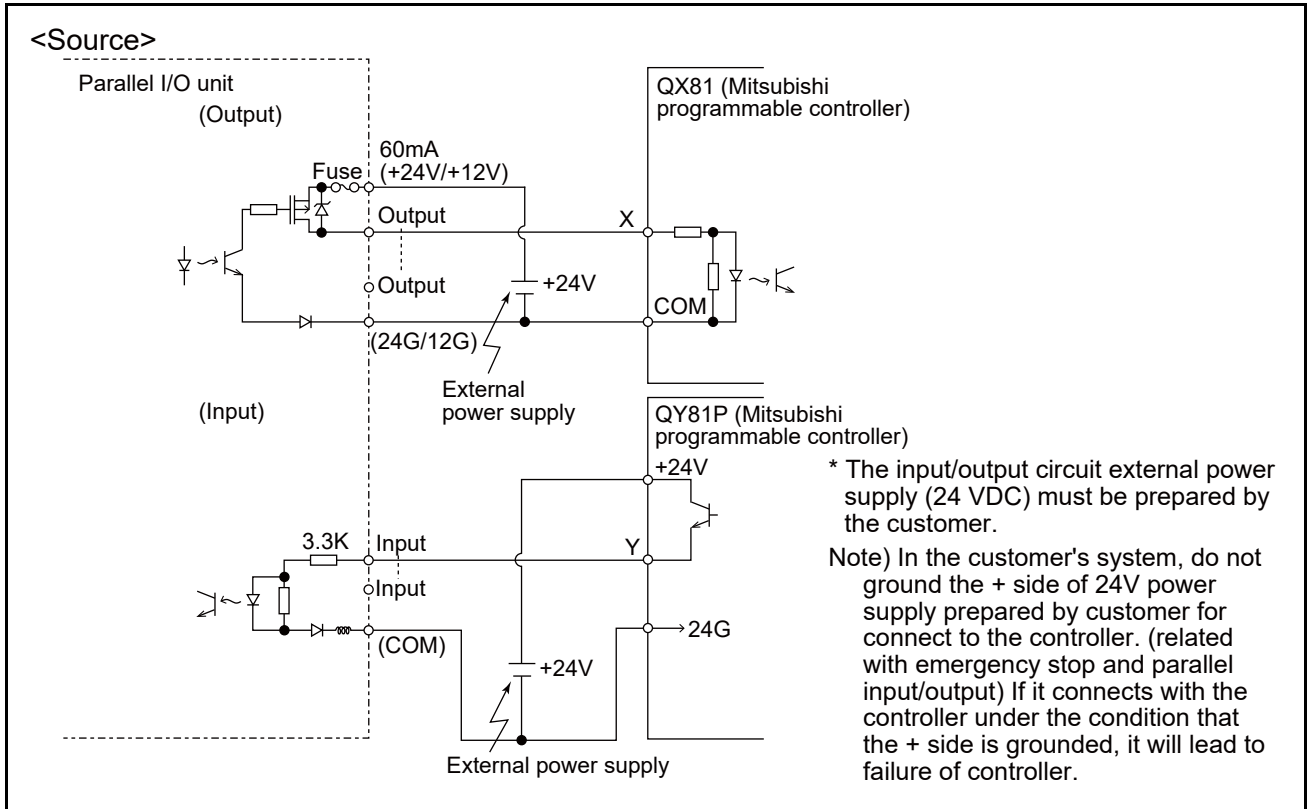 <Source>
Parallel I/O unit
(Output)
QX81 (Mitsubishi
programmable controller)
60mA
Fuse (+24V/+12V)
Output
X
Output
+24V
COM
(24G/12G)
External
power supply
(Input)
QY81P (Mitsubishi
programmable controller)
+24V
3.3K
Input
Y
Input
24G
(COM)
+24V
External power supply
* The input/output circuit external power
supply (24 VDC) must be prepared by
the customer.
Note) In the customer's system, do not
ground the + side of 24V power
supply prepared by customer for
connect to the controller. (related
with emergency stop and parallel
input/output) If it connects with the
controller under the condition that
the + side is grounded, it will lead to
failure of controller.